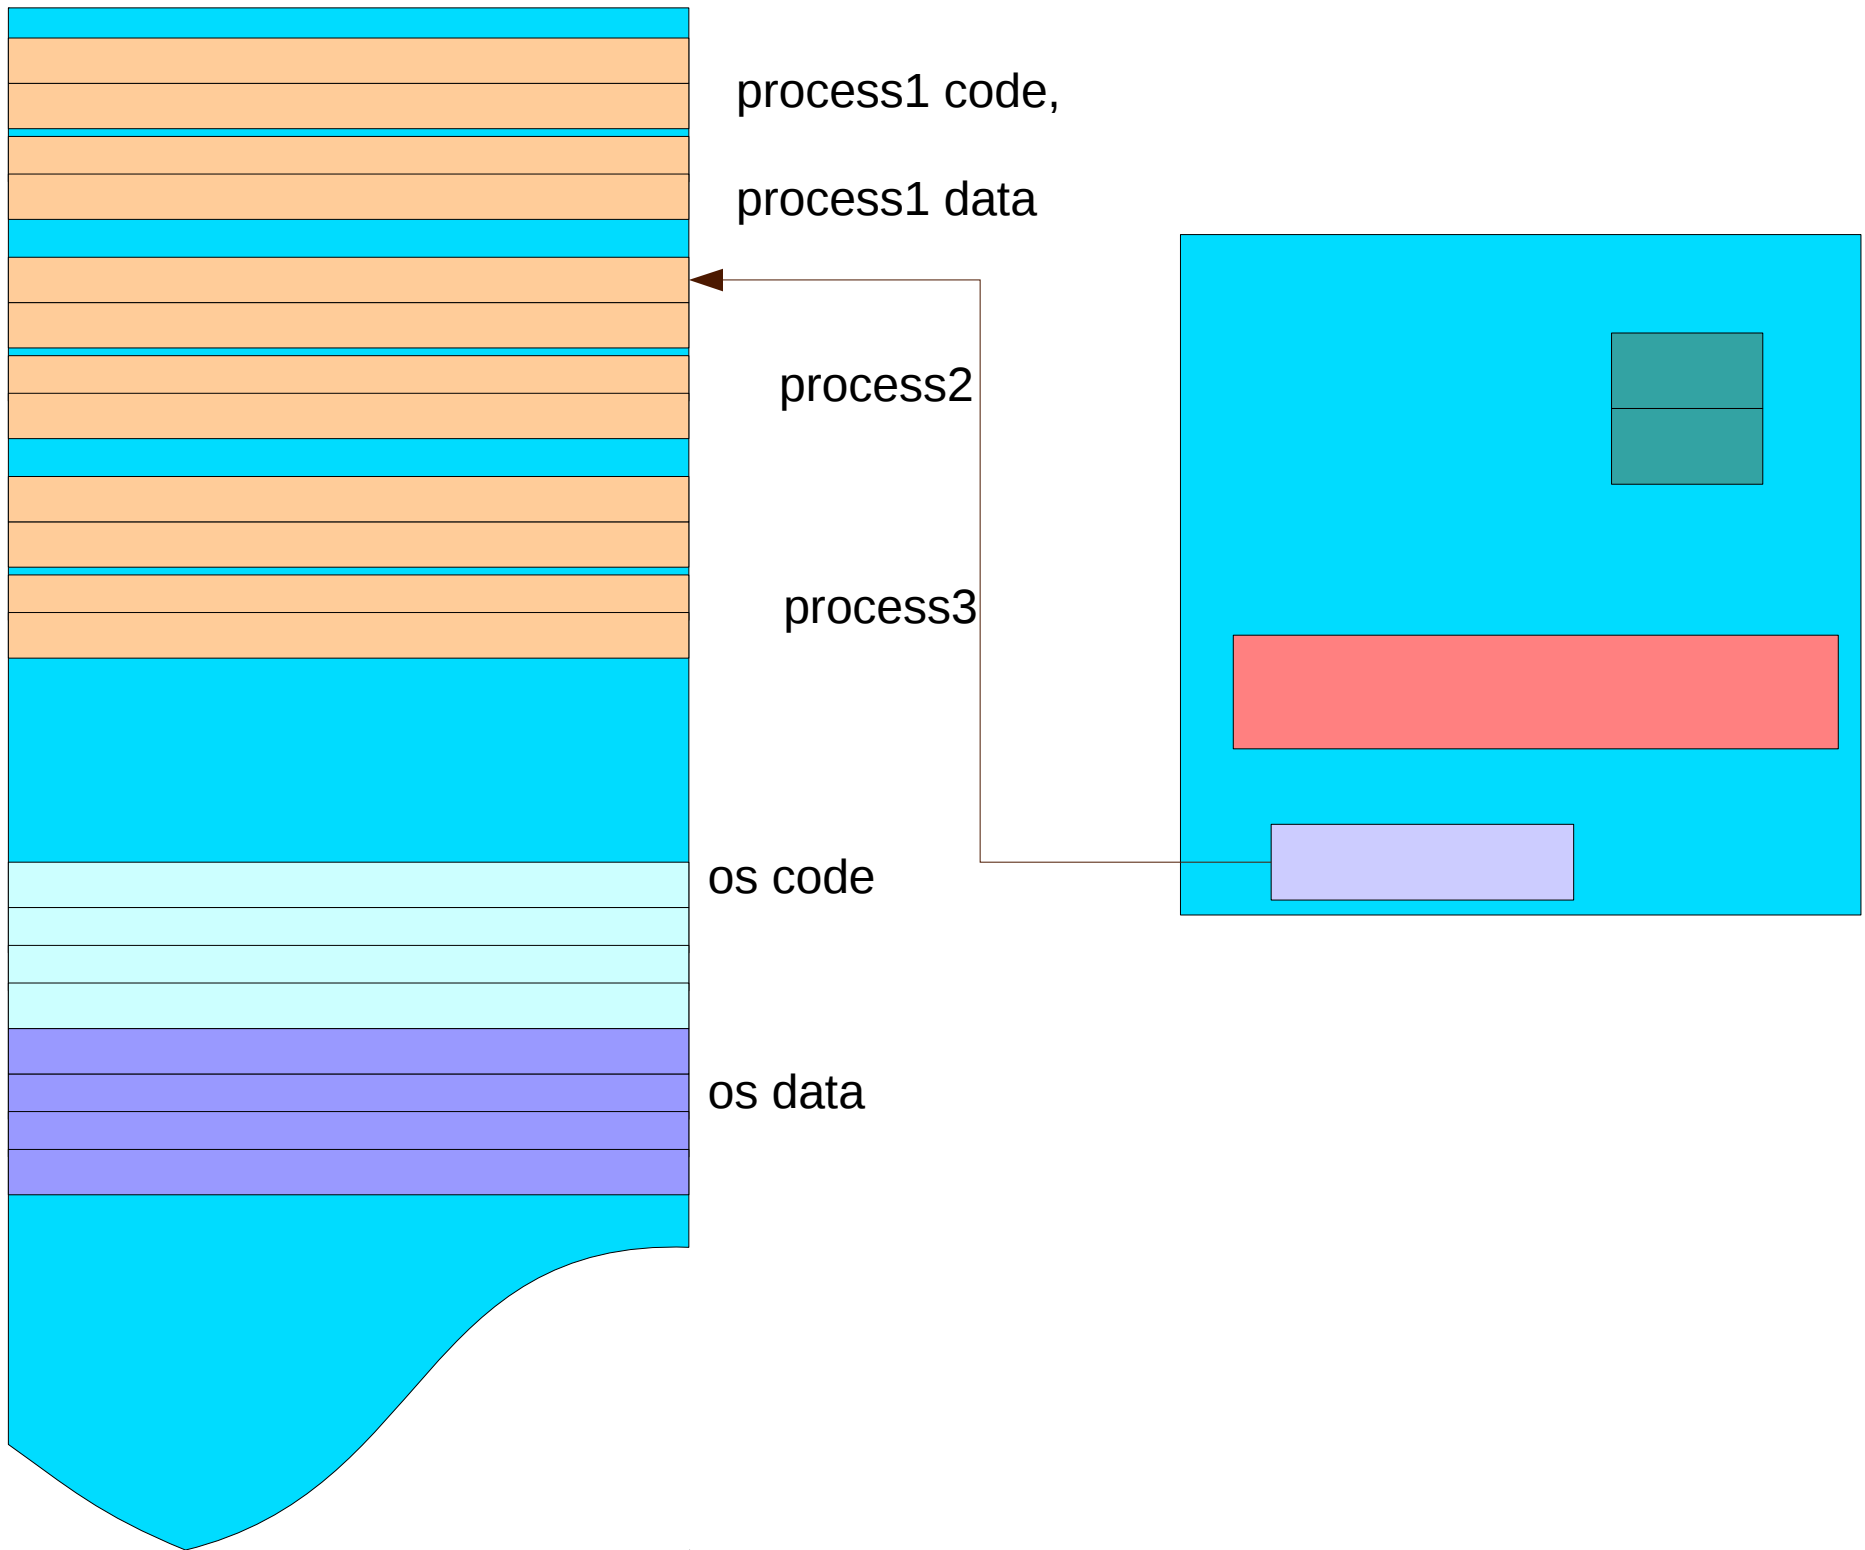 process1 code,
process1 data
process2
process3
os code
os data